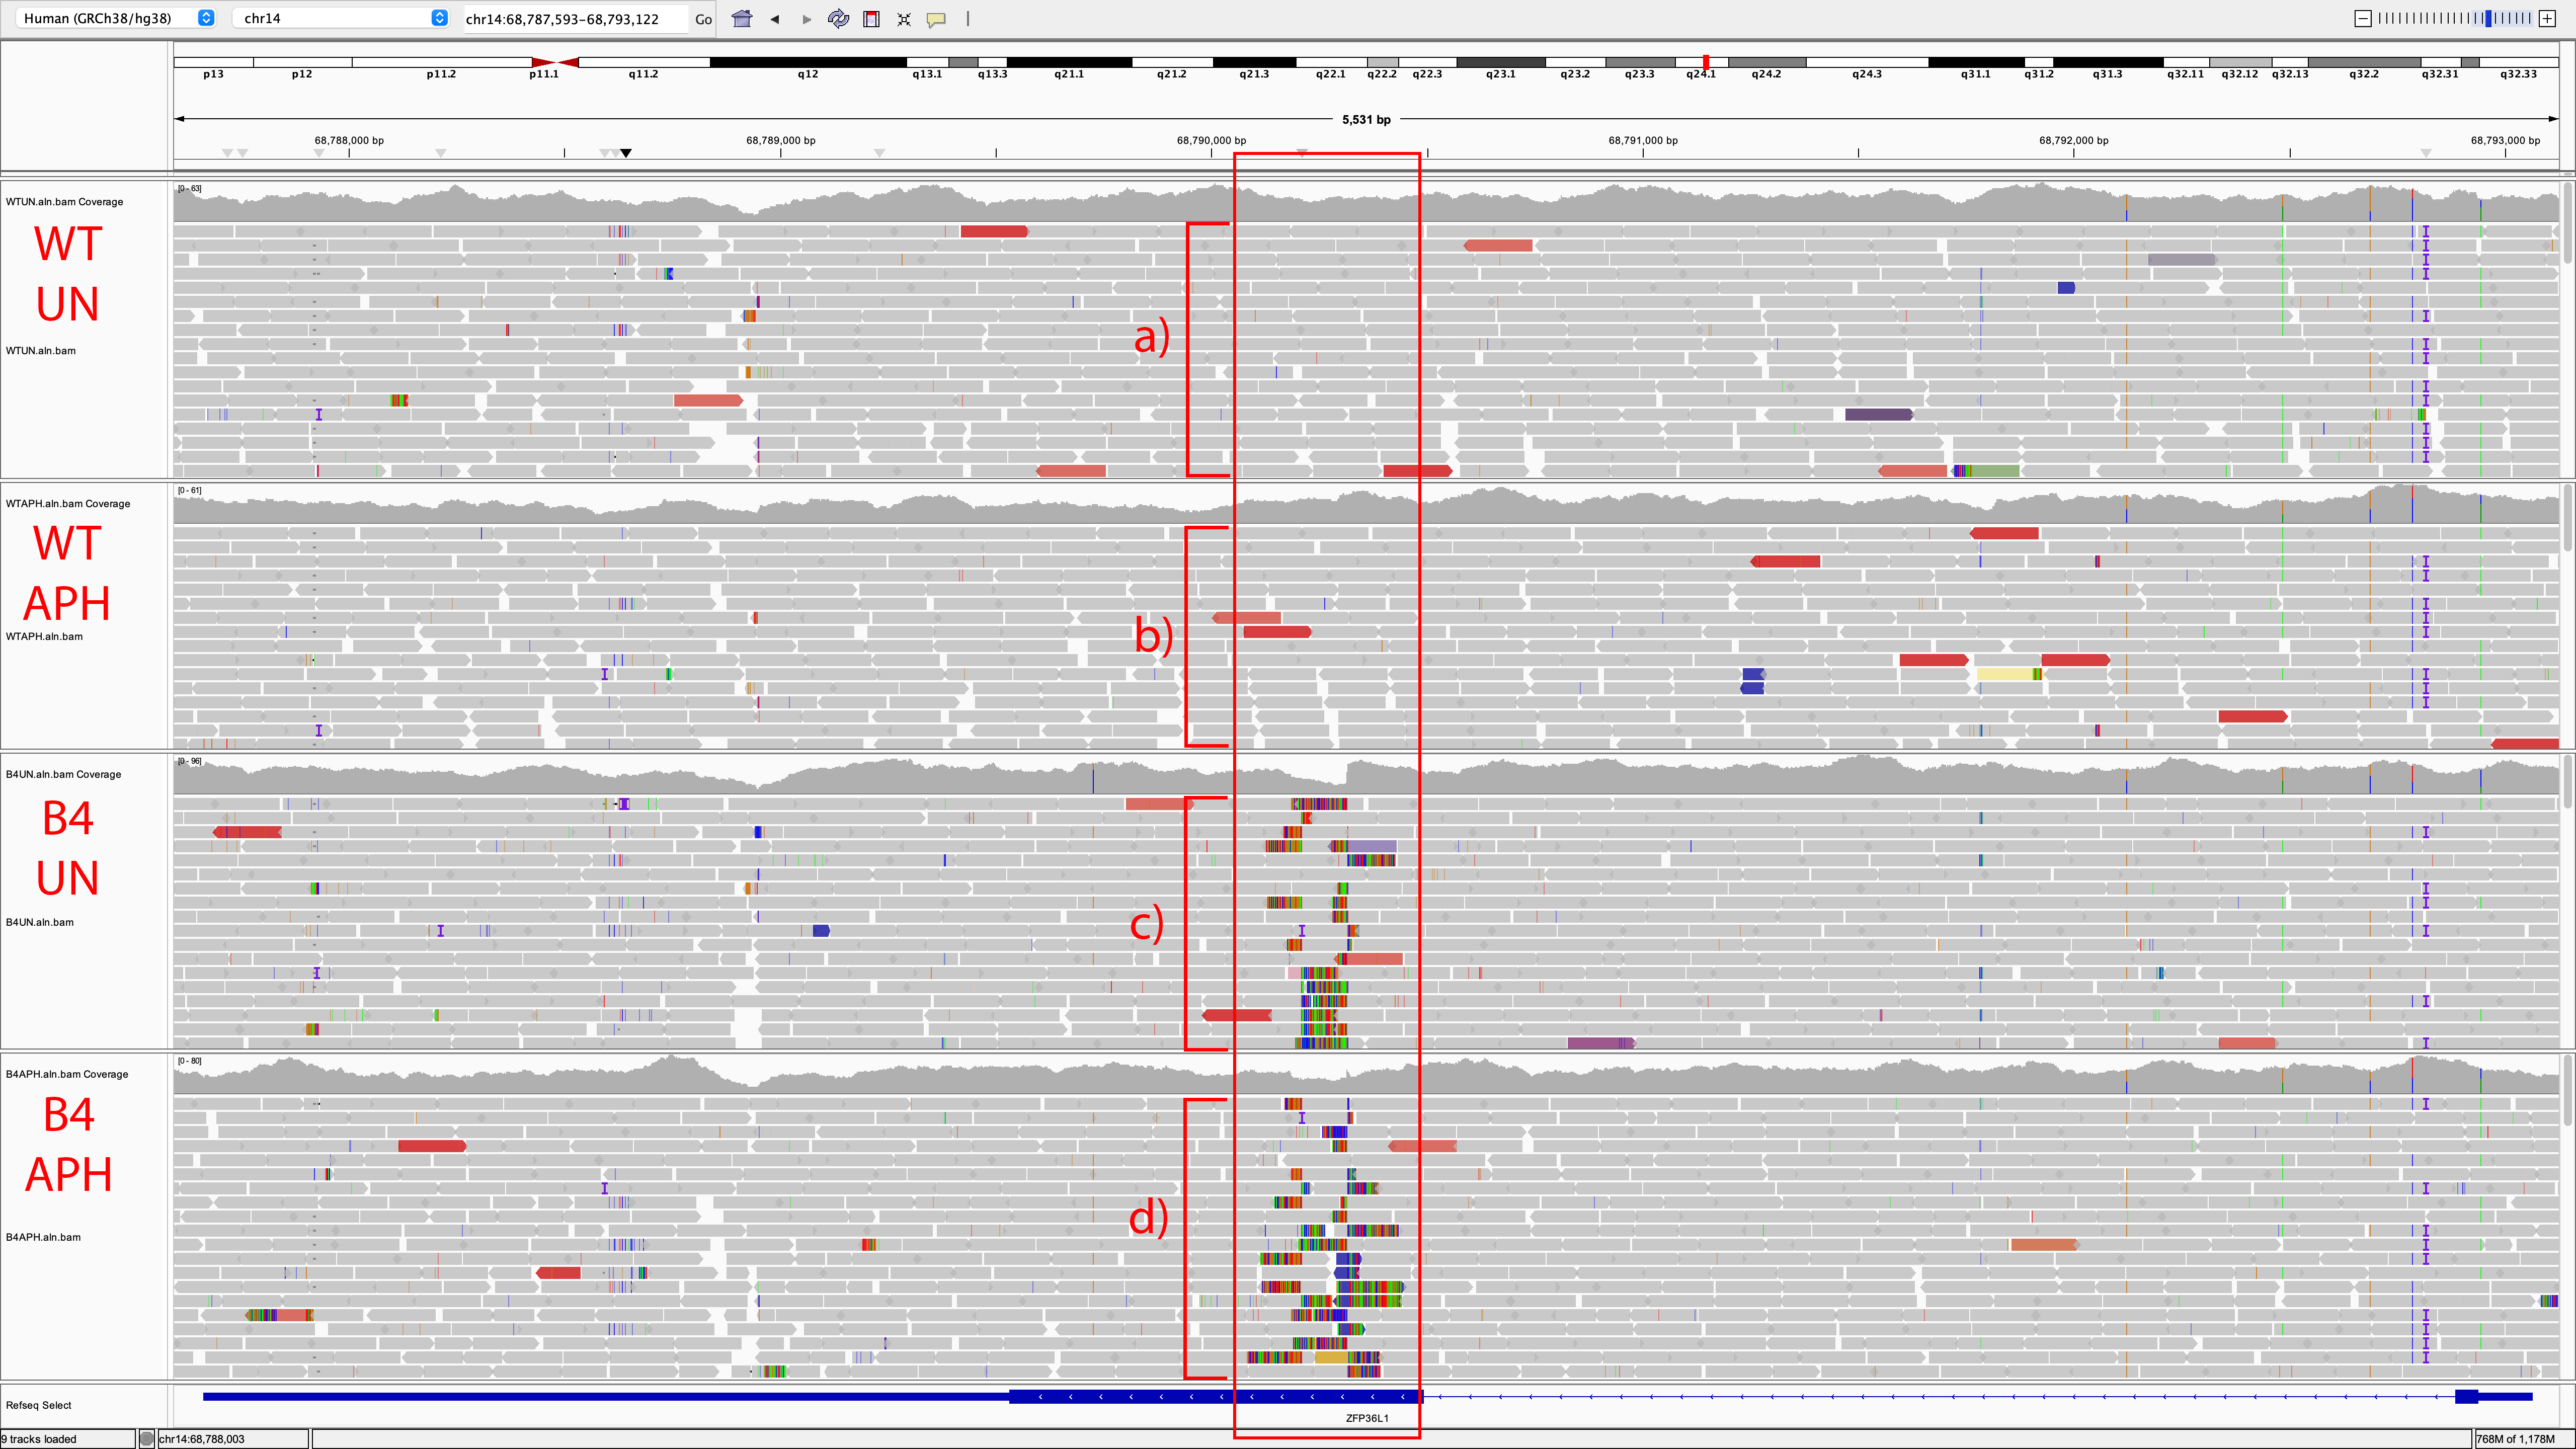 Human (GRCh38/hg38) chr14 chr14:68,787,593-68,793,122 Go
p13 p12 p11.2 p11.1 q11.2 q12 q13.1 q13.3 q21.1 q21.2 q21.3 q22.1 q22.2 q22.3 q23.1 q23.2 q23.3 q24.1 q24.2 q24.3 q31.1 q31.2 q31.3 q32.11 q32.12 q32.13 q32.2 q32.31 q32.33
5,531 bp
68,788,000 bp 68,789,000 bp 68,790,000 bp 68,791,000 bp 68,792,000 bp 68,793,000 bp
[0 - 63]
WTUN.aln.bam Coverage
WT
UN
a)
WTUN.aln.bam
[0 - 61]
WTAPH.aln.bam Coverage
WT
APH
b)
WTAPH.aln.bam
[0 - 96]
B4UN.aln.bam Coverage
B4
UN
c)
B4UN.aln.bam
[0 - 80]
B4APH.aln.bam Coverage
B4
APH
d)
B4APH.aln.bam
Refseq Select
ZFP36L1
9 tracks loaded chr14:68,788,003 768M of 1,178M